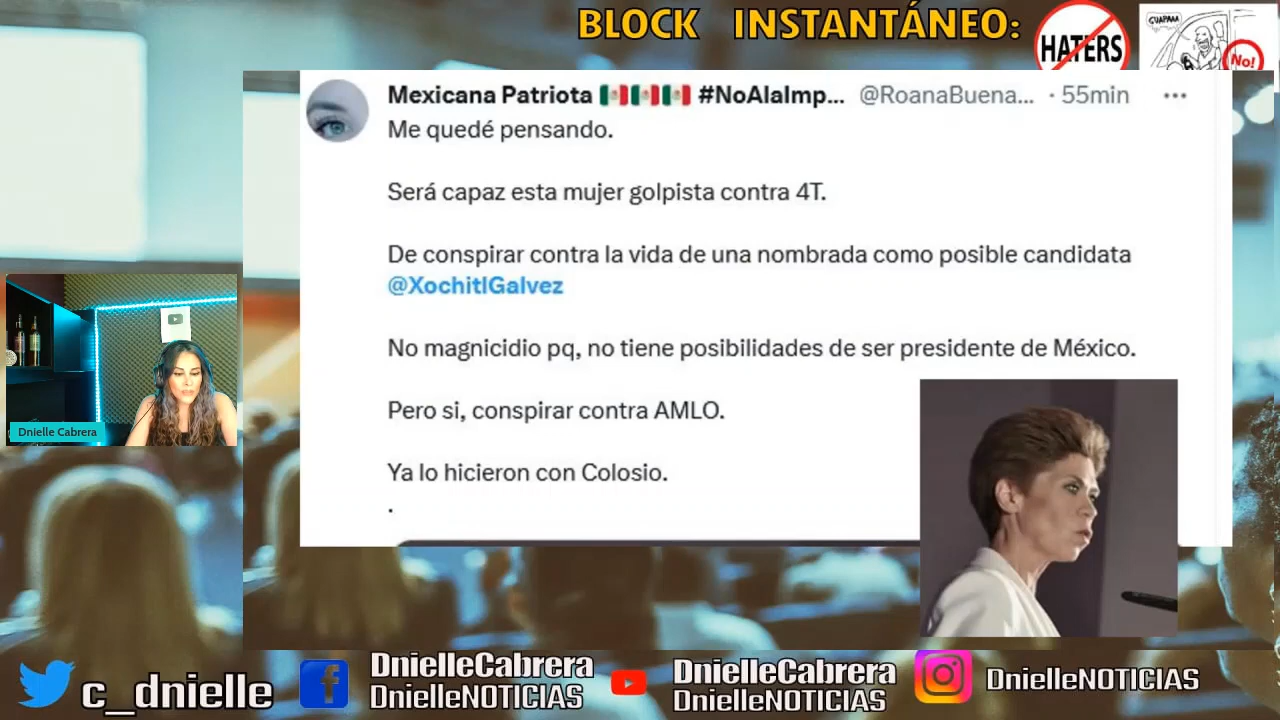 BLOCK INSTANTÁNEO:
HATERS
GUAPAAA
No!
Mexicana Patriota 🇲🇽🇲🇽🇲🇽 #NoAlaImp... @RoanaBuena... · 55min ...
Me quedé pensando.
Será capaz esta mujer golpista contra 4T.
De conspirar contra la vida de una nombrada como posible candidata
@XochitlGalvez
No magnicidio pq, no tiene posibilidades de ser presidente de México.
Pero si, conspirar contra AMLO.
Ya lo hicieron con Colosio.
.
Dnielle Cabrera
c_dnielle
DnielleCabrera
DnielleNOTICIAS
DnielleCabrera
DnielleNOTICIAS
DnielleNOTICIAS